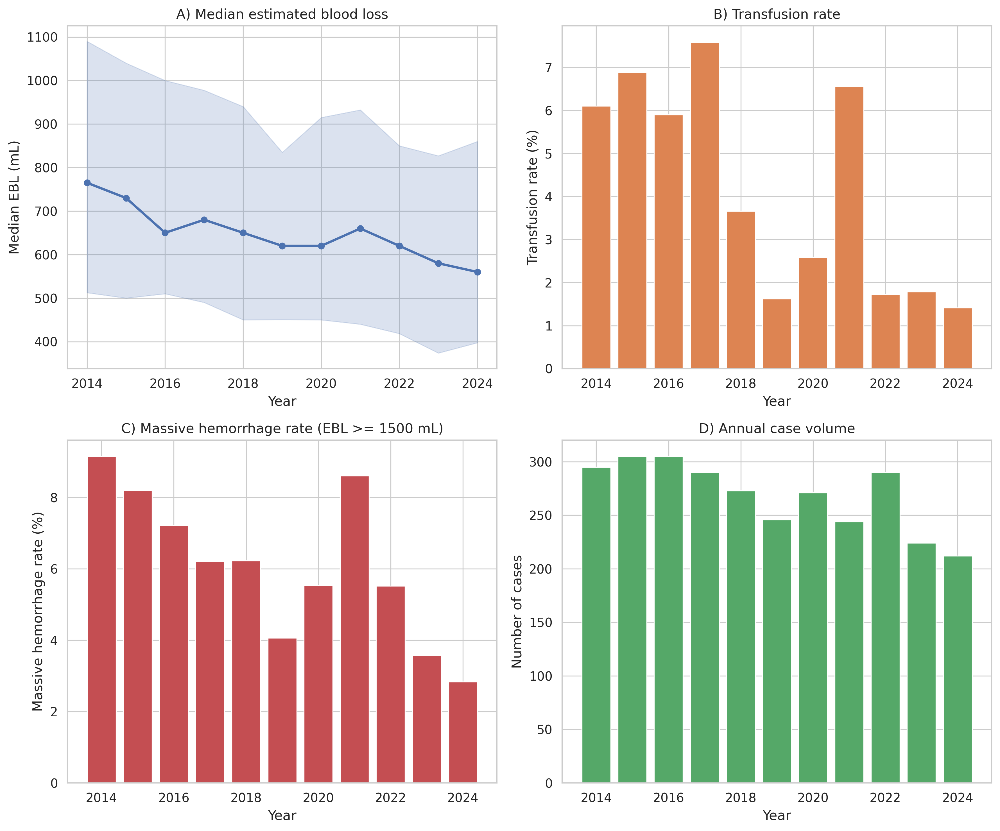 A) Median estimated blood loss
Median EBL (mL)
1100
1000
900
800
700
600
500
400
2014 2016 2018 2020 2022 2024
Year
B) Transfusion rate
Transfusion rate (%)
7
6
5
4
3
2
1
0
2014 2016 2018 2020 2022 2024
Year
C) Massive hemorrhage rate (EBL >= 1500 mL)
Massive hemorrhage rate (%)
8
6
4
2
0
2014 2016 2018 2020 2022 2024
Year
D) Annual case volume
Number of cases
300
250
200
150
100
50
0
2014 2016 2018 2020 2022 2024
Year